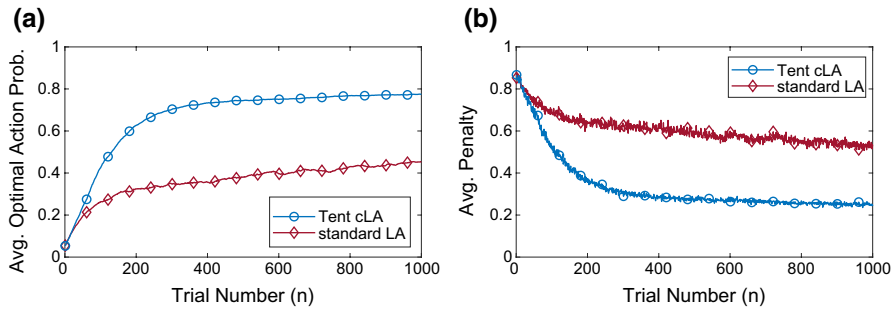 (a)
Avg. Optimal Action Prob.
1
0.8
0.6
0.4
0.2
0
0 200 400 600 800 1000
Trial Number (n)
Tent cLA
standard LA
(b)
Avg. Penalty
1
0.8
0.6
0.4
0.2
0
0 200 400 600 800 1000
Trial Number (n)
Tent cLA
standard LA